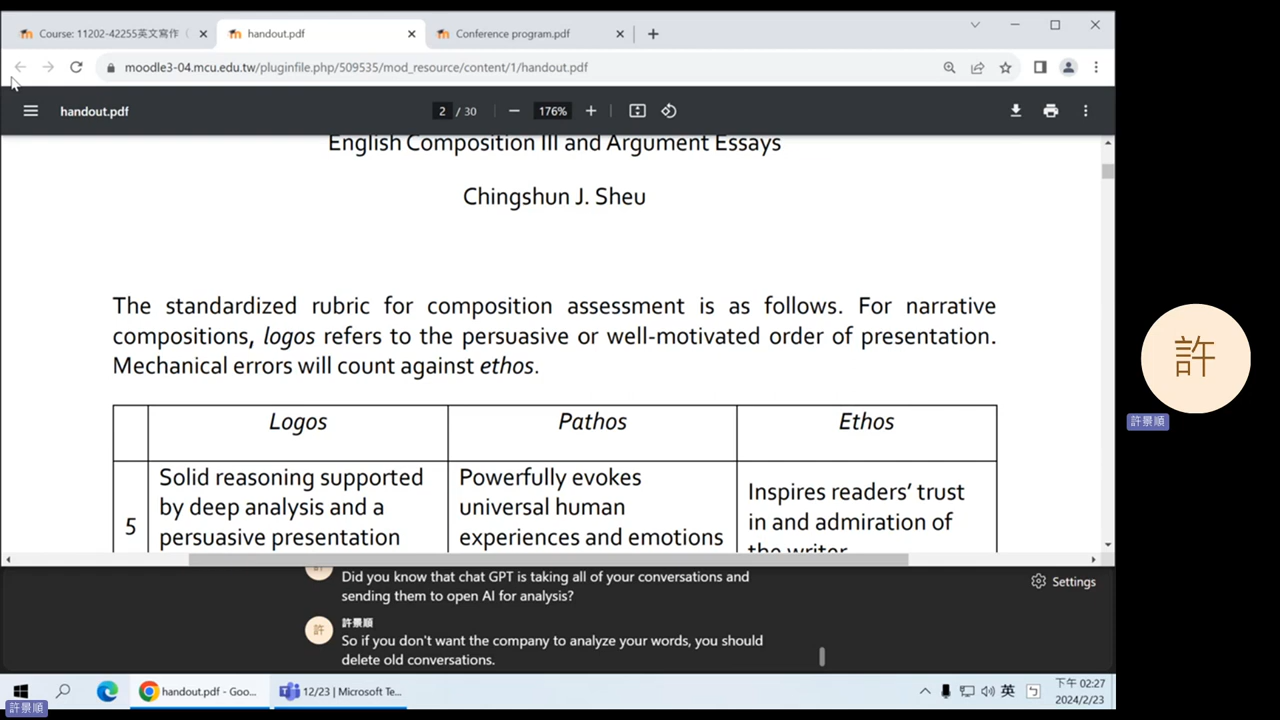 Course: 11202-42255英文寫作 (
handout.pdf
Conference program.pdf
moodle3-04.mcu.edu.tw/pluginfile.php/509535/mod_resource/content/1/handout.pdf
handout.pdf
2 / 30
176%
English Composition III and Argument Essays
Chingshun J. Sheu
The standardized rubric for composition assessment is as follows. For narrative
compositions, logos refers to the persuasive or well-motivated order of presentation.
Mechanical errors will count against ethos.
Logos
Pathos
Ethos
5
Solid reasoning supported
by deep analysis and a
persuasive presentation
Powerfully evokes
universal human
experiences and emotions
Inspires readers’ trust
in and admiration of
the writer
許
許景順
許
Did you know that chat GPT is taking all of your conversations and
sending them to open AI for analysis?
許
許景順
So if you don't want the company to analyze your words, you should
delete old conversations.
Settings
handout.pdf - Goo...
12/23 | Microsoft Te...
英
下午 02:27
2024/2/23
許景順